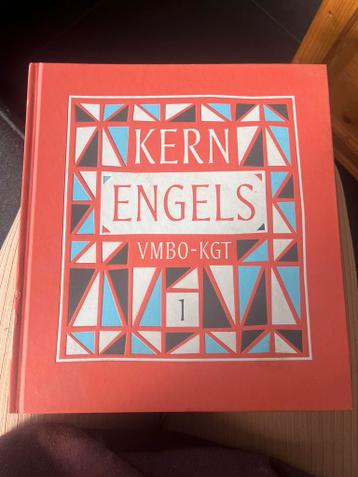 KERN
ENGELS
VMBO-KGT
1